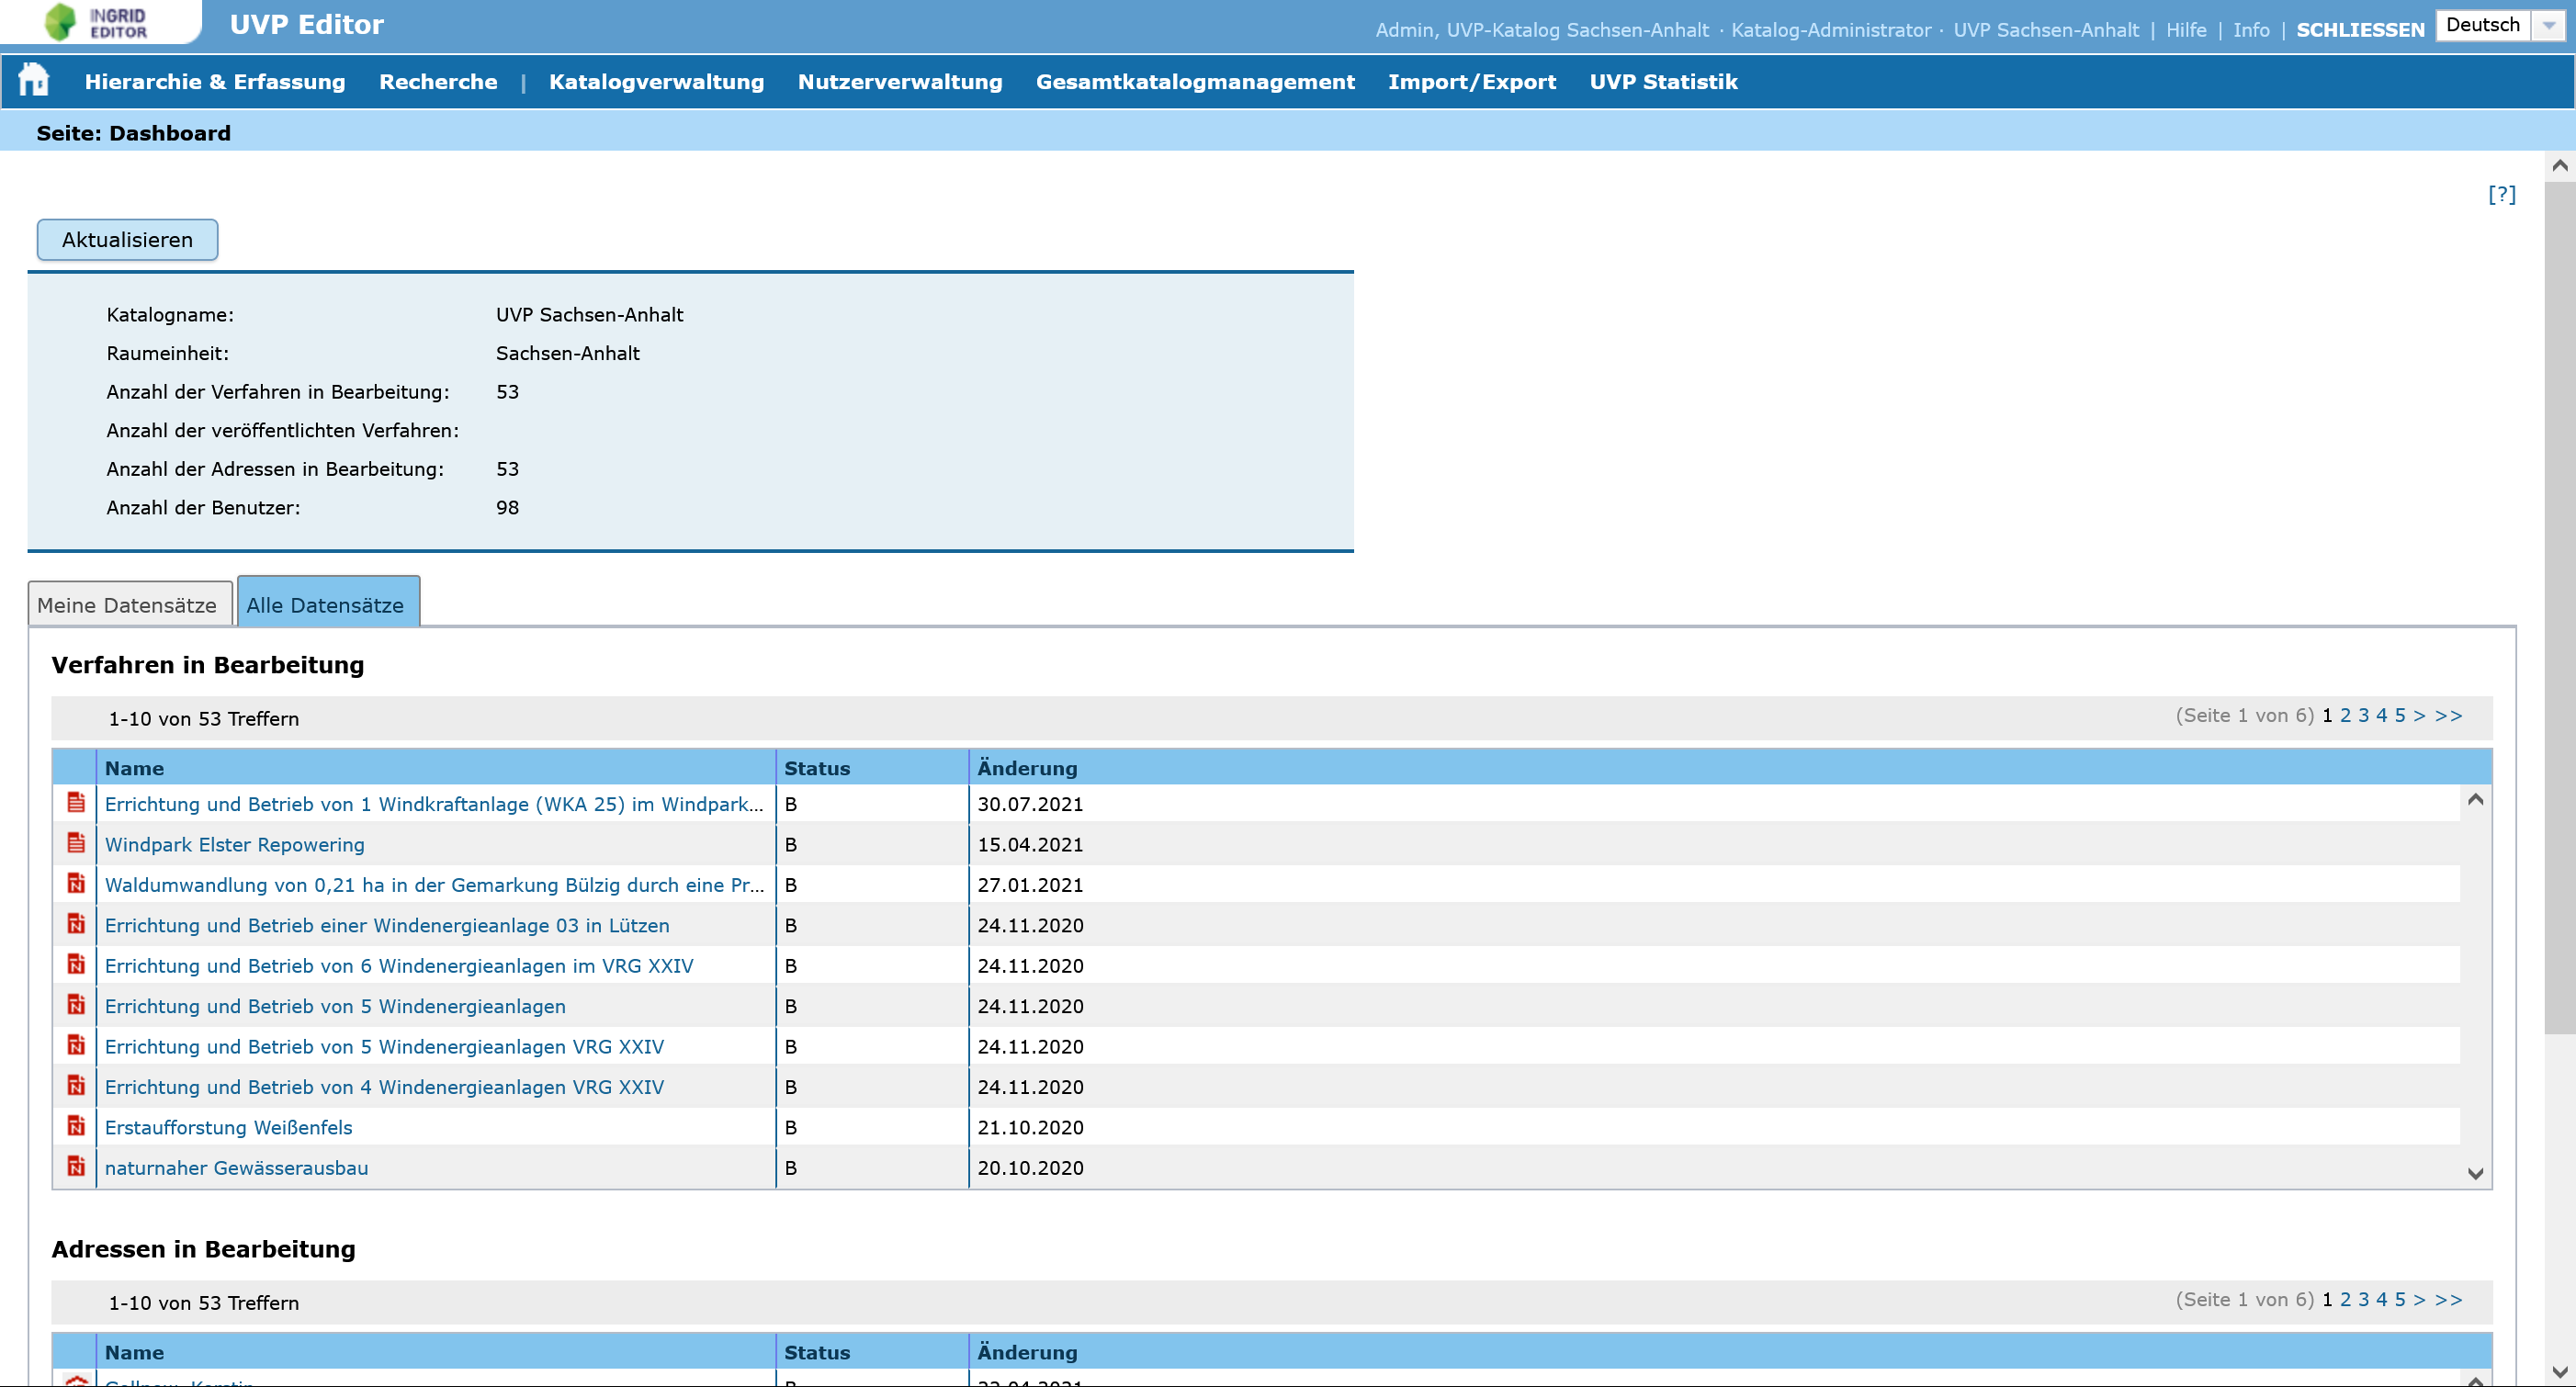 INGRID
EDITOR
UVP Editor
Admin, UVP-Katalog Sachsen-Anhalt · Katalog-Administrator · UVP Sachsen-Anhalt | Hilfe | Info | SCHLIESSEN Deutsch
Hierarchie & Erfassung Recherche | Katalogverwaltung Nutzerverwaltung Gesamtkatalogmanagement Import/Export UVP Statistik
Seite: Dashboard
[?]
Aktualisieren
Katalogname: UVP Sachsen-Anhalt
Raumeinheit: Sachsen-Anhalt
Anzahl der Verfahren in Bearbeitung: 53
Anzahl der veröffentlichten Verfahren:
Anzahl der Adressen in Bearbeitung: 53
Anzahl der Benutzer: 98
Meine Datensätze Alle Datensätze
Verfahren in Bearbeitung
1-10 von 53 Treffern (Seite 1 von 6) 1 2 3 4 5 > >>
Name Status Änderung
Errichtung und Betrieb von 1 Windkraftanlage (WKA 25) im Windpark... B 30.07.2021
Windpark Elster Repowering B 15.04.2021
Waldumwandlung von 0,21 ha in der Gemarkung Bülzig durch eine Pr... B 27.01.2021
Errichtung und Betrieb einer Windenergieanlage 03 in Lützen B 24.11.2020
Errichtung und Betrieb von 6 Windenergieanlagen im VRG XXIV B 24.11.2020
Errichtung und Betrieb von 5 Windenergieanlagen B 24.11.2020
Errichtung und Betrieb von 5 Windenergieanlagen VRG XXIV B 24.11.2020
Errichtung und Betrieb von 4 Windenergieanlagen VRG XXIV B 24.11.2020
Erstaufforstung Weißenfels B 21.10.2020
naturnaher Gewässerausbau B 20.10.2020
Adressen in Bearbeitung
1-10 von 53 Treffern (Seite 1 von 6) 1 2 3 4 5 > >>
Name Status Änderung